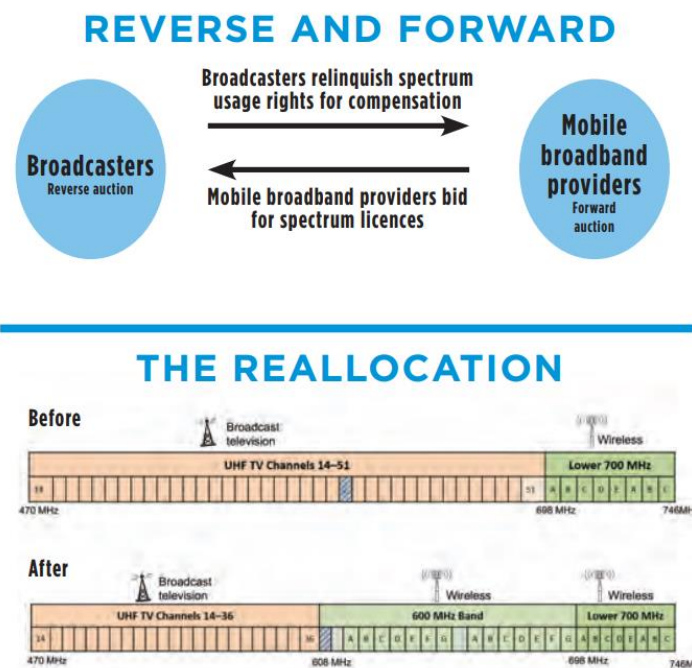 REVERSE AND FORWARD
Broadcasters relinquish spectrum
usage rights for compensation
Broadcasters
Reverse auction
Mobile
broadband
providers
Forward
auction
Mobile broadband providers bid
for spectrum licences
THE REALLOCATION
Before
Broadcast
television
Wireless
UHF TV Channels 14–51
Lower 700 MHz
51 A B C D E A B C
470 MHz
698 MHz
746MH
After
Broadcast
television
Wireless
Wireless
UHF TV Channels 14–36
600 MHz Band
Lower 700 MHz
14 36 A B C D E F G A B C D E F G A B C D E A B C
470 MHz
608 MHz
698 MHz
746M